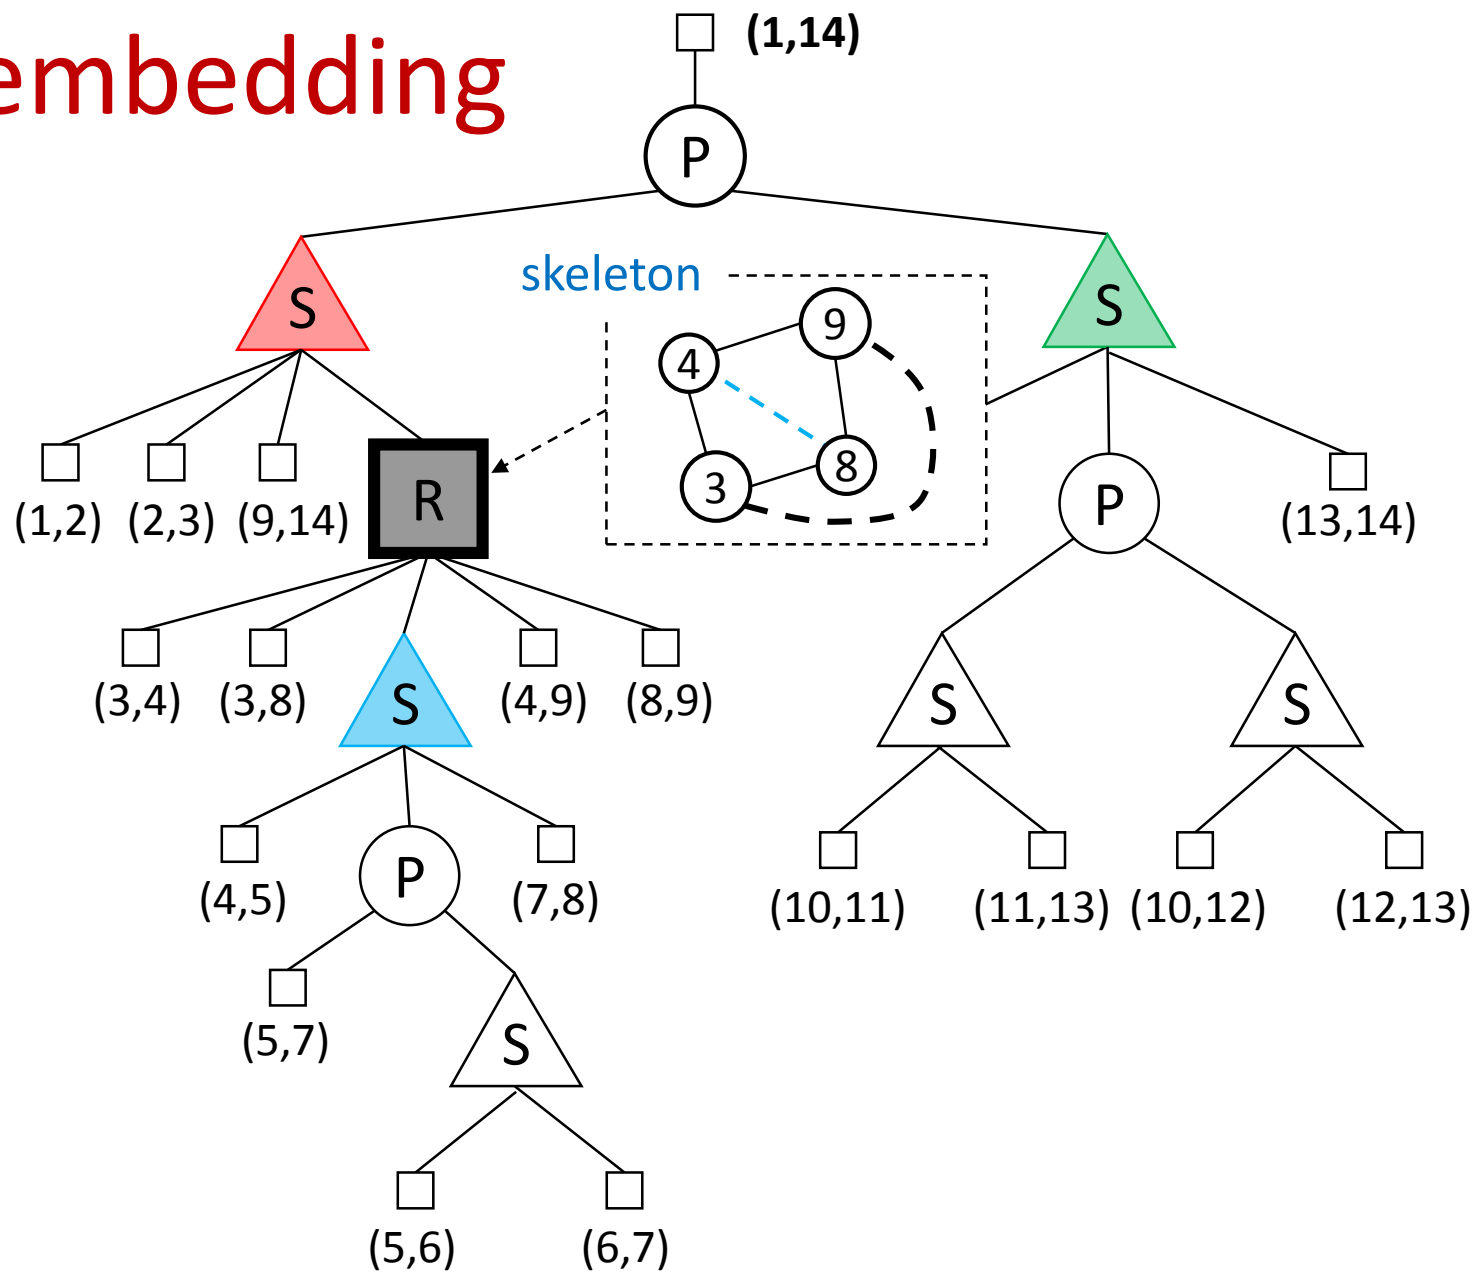 embedding
(1,14)
P
S
skeleton
S
9
4
8
3
(1,2) (2,3) (9,14)
R
P
(13,14)
(3,4) (3,8)
S
(4,9) (8,9)
S
S
(4,5)
P
(7,8)
(10,11) (11,13) (10,12) (12,13)
(5,7)
S
(5,6) (6,7)